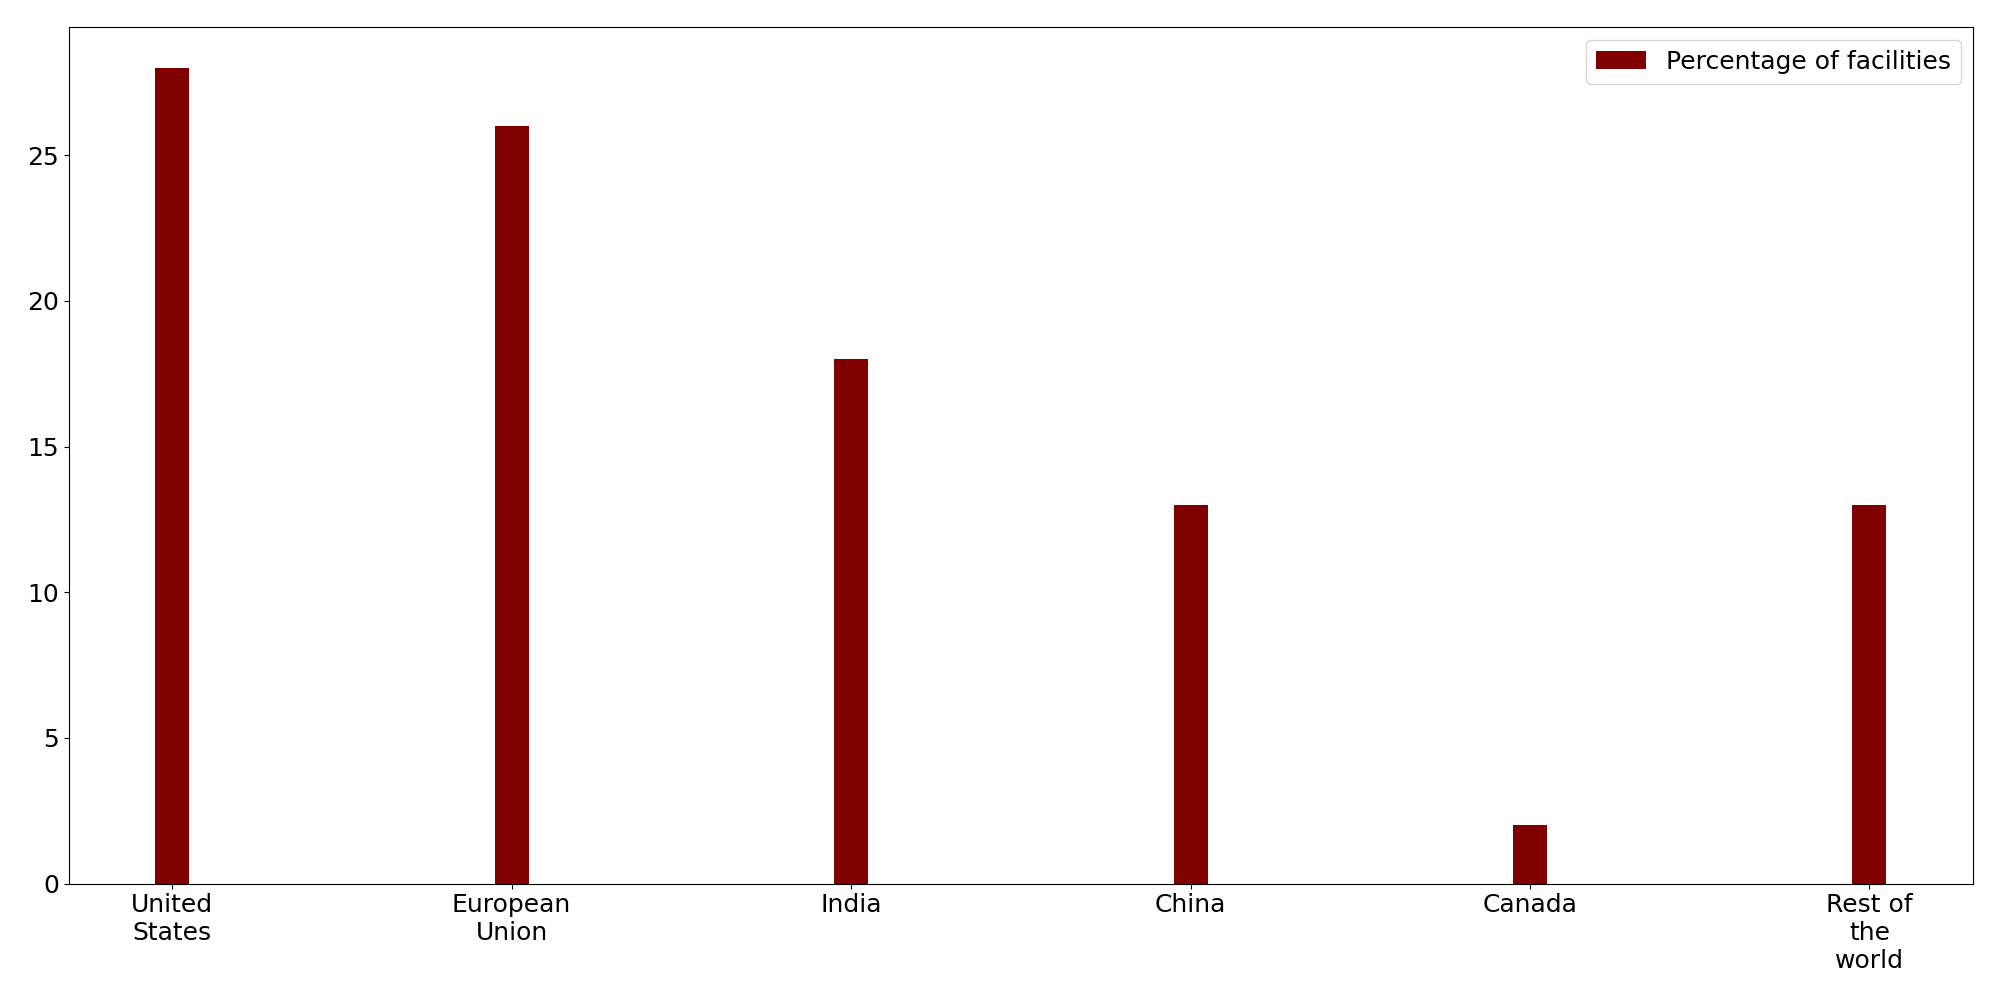 Percentage of facilities
25
20
15
10
5
0
United
States
European
Union
India
China
Canada
Rest of
the
world